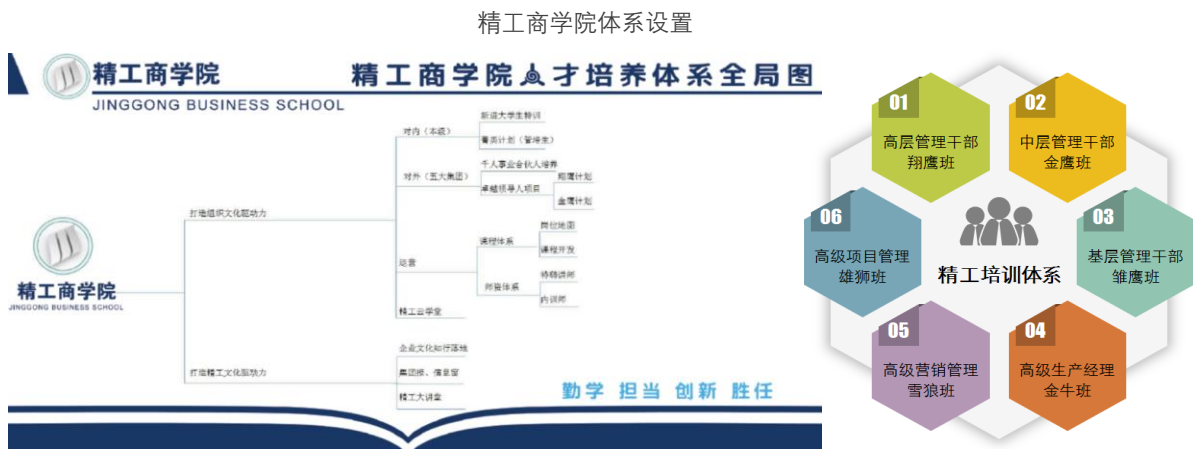 精工商学院体系设置
精工商学院
JINGGONG BUSINESS SCHOOL
精工商学院人才培养体系全局图
精工商学院
JINGGONG BUSINESS SCHOOL
打造组织文化驱动力
对内（本级）
新进大学生特训
菁英计划（管培生）
对外（五大集团）
千人事业合伙人培养
卓越领导人项目
翔鹰计划
金鹰计划
运营
课程体系
岗位地图
课程开发
师资体系
特聘讲师
内训师
精工云学堂
打造精工文化驱动力
企业文化知行落地
集团报、信息窗
精工大讲堂
勤学 担当 创新 胜任
01
高层管理干部
翔鹰班
02
中层管理干部
金鹰班
03
基层管理干部
雏鹰班
04
高级生产经理
金牛班
05
高级营销管理
雪狼班
06
高级项目管理
雄狮班
精工培训体系